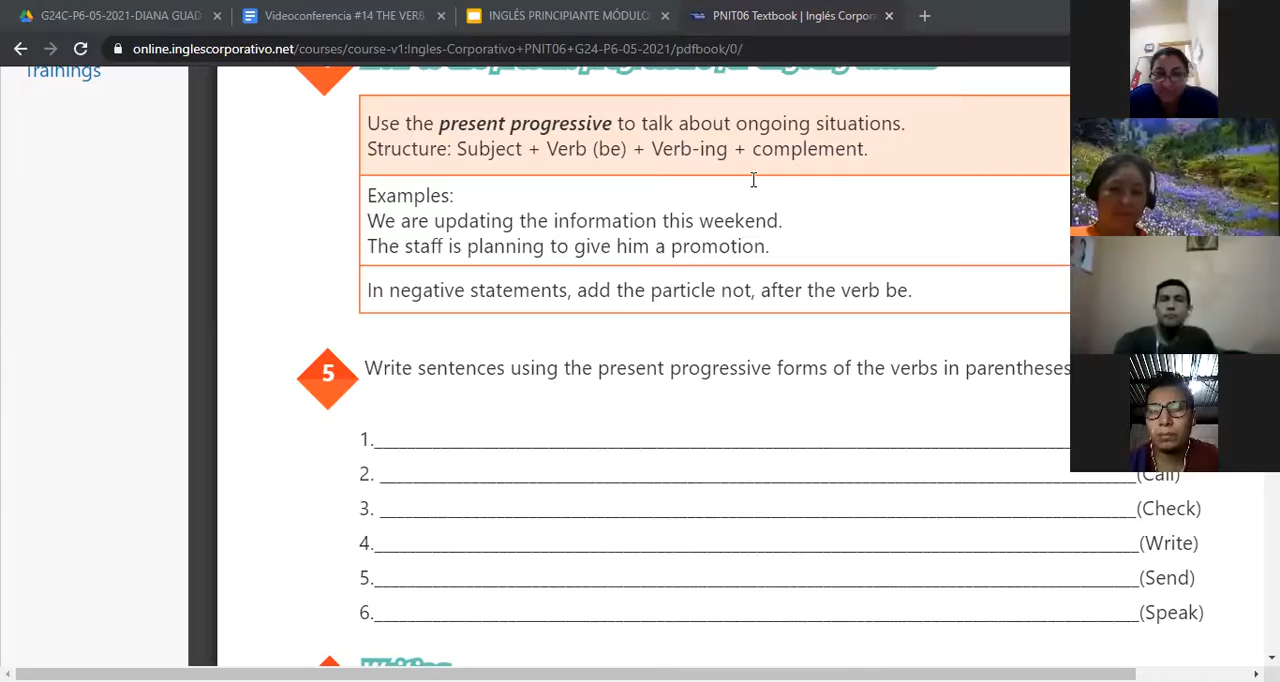 G24C-P6-05-2021-DIANA GUAD
Videoconferencia #14 THE VERB
INGLÉS PRINCIPIANTE MÓDULO
PNIT06 Textbook | Inglés Corpor
online.inglescorporativo.net/courses/course-v1:Ingles-Corporativo+PNIT06+G24-P6-05-2021/pdfbook/0/
Trainings
Use the present progressive to talk about ongoing situations.
Structure: Subject + Verb (be) + Verb-ing + complement.
Examples:
We are updating the information this weekend.
The staff is planning to give him a promotion.
In negative statements, add the particle not, after the verb be.
5 Write sentences using the present progressive forms of the verbs in parentheses
1.
2. (Call)
3. (Check)
4. (Write)
5. (Send)
6. (Speak)
Writing